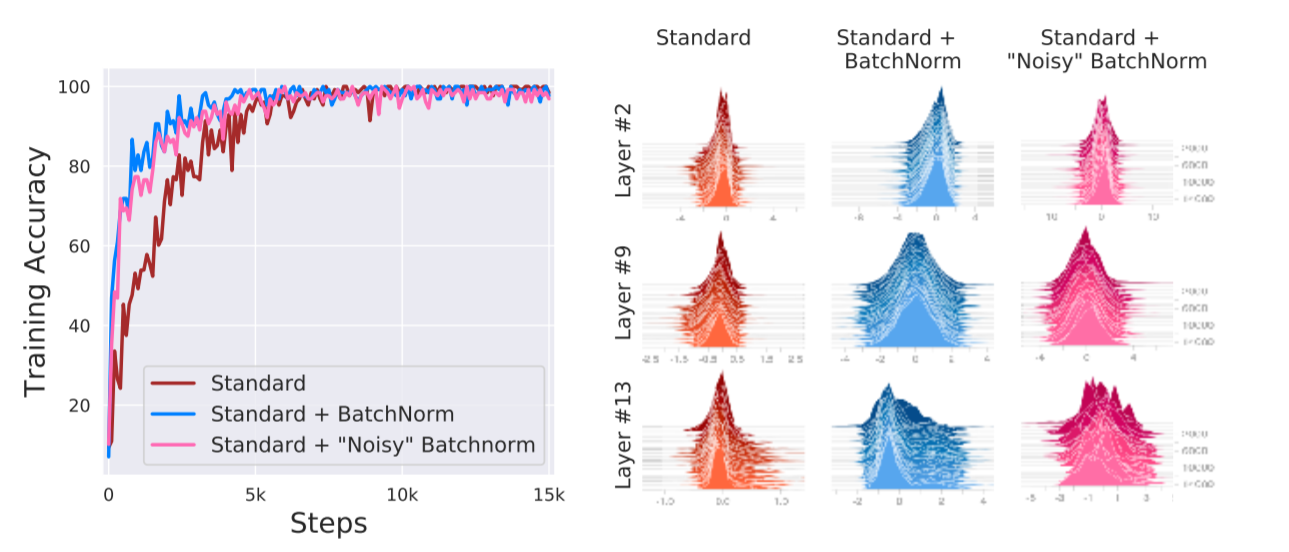 Training Accuracy
100
80
60
40
20
Standard
Standard + BatchNorm
Standard + "Noisy" Batchnorm
0 5k 10k 15k
Steps
Standard
Standard +
BatchNorm
Standard +
"Noisy" BatchNorm
Layer #2
-4 0 4
-8 0
0 10
Layer #9
-2.5 -1.5 -0.5 0.5 1.5 2.5
-4 -2 0 2 4
-4 0 4
Layer #13
-1.0 0.0 1.0
-2 0 2 4
-5 -3 -1 1 3